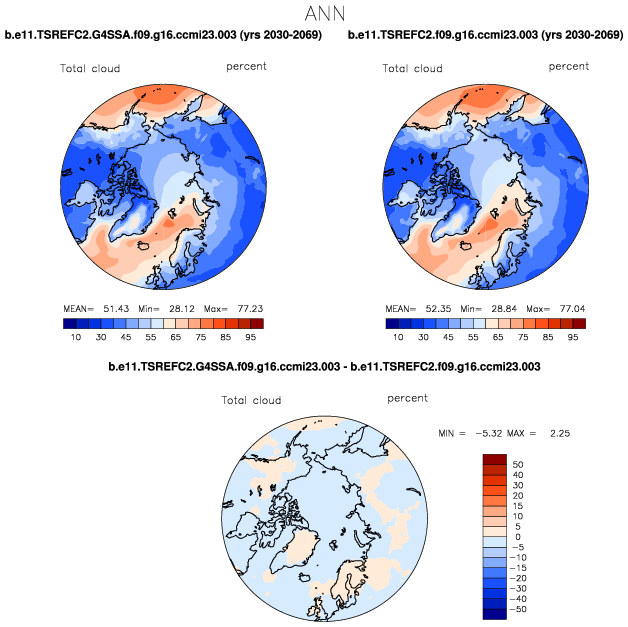 ANN
b.e11.TSREFC2.G4SSA.f09.g16.ccmi23.003 (yrs 2030-2069) b.e11.TSREFC2.f09.g16.ccmi23.003 (yrs 2030-2069)
Total cloud percent Total cloud percent
MEAN= 51.43 Min= 28.12 Max= 77.23 MEAN= 52.35 Min= 28.84 Max= 77.04
10 30 45 55 65 75 85 95 10 30 45 55 65 75 85 95
b.e11.TSREFC2.G4SSA.f09.g16.ccmi23.003 - b.e11.TSREFC2.f09.g16.ccmi23.003
Total cloud percent
MIN = -5.32 MAX = 2.25
50
40
30
20
15
10
5
0
-5
-10
-15
-20
-30
-40
-50